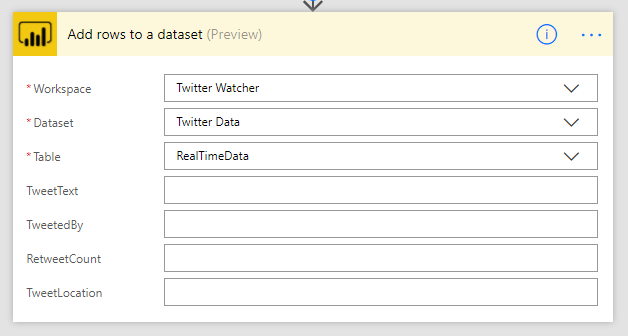 Add rows to a dataset (Preview)
* Workspace Twitter Watcher
* Dataset Twitter Data
* Table RealTimeData
TweetText
TweetedBy
RetweetCount
TweetLocation